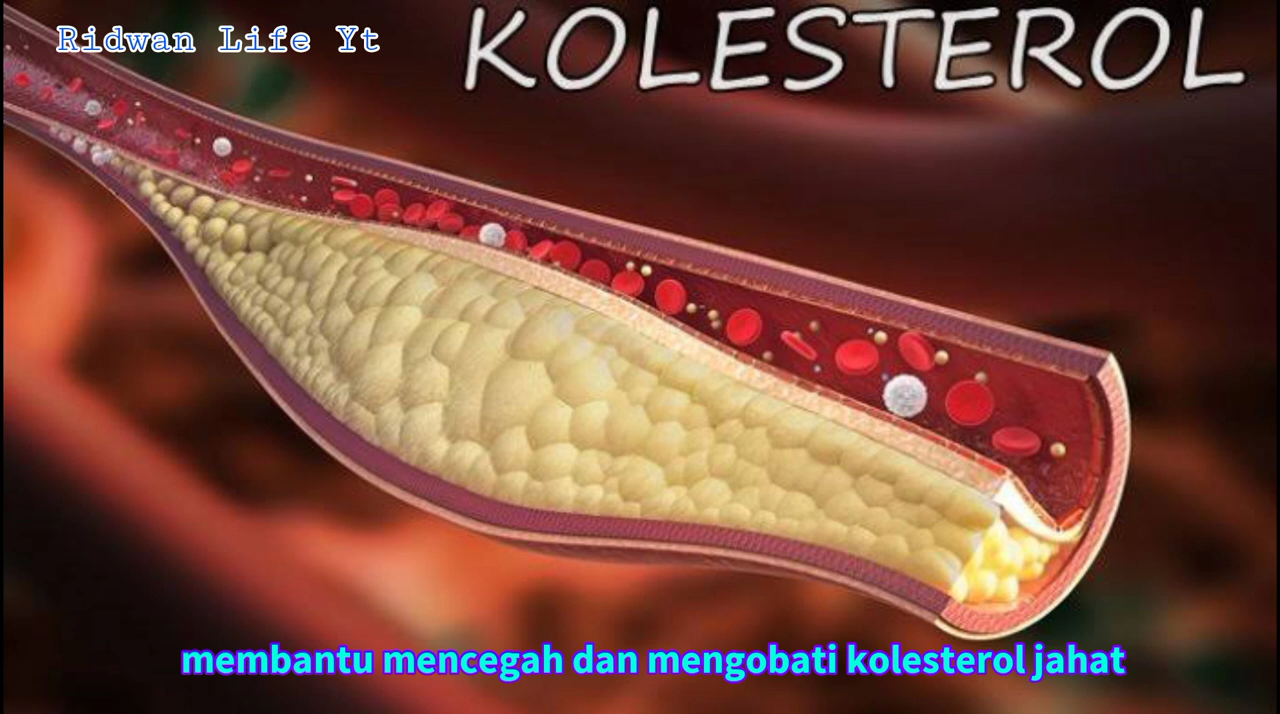 Ridwan Life Yt
KOLESTEROL
membantu mencegah dan mengobati kolesterol jahat